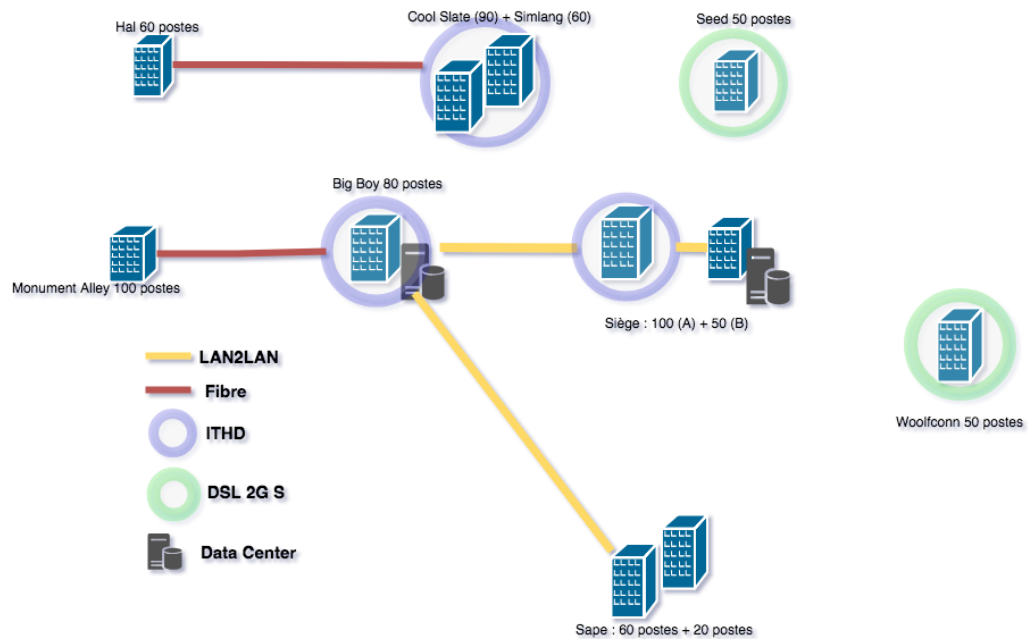 Hal 60 postes
Cool Slate (90) + Simlang (60)
Seed 50 postes
Big Boy 80 postes
Monument Alley 100 postes
Siège : 100 (A) + 50 (B)
Woolfconn 50 postes
LAN2LAN
Fibre
ITHD
DSL 2G S
Data Center
Sape : 60 postes + 20 postes